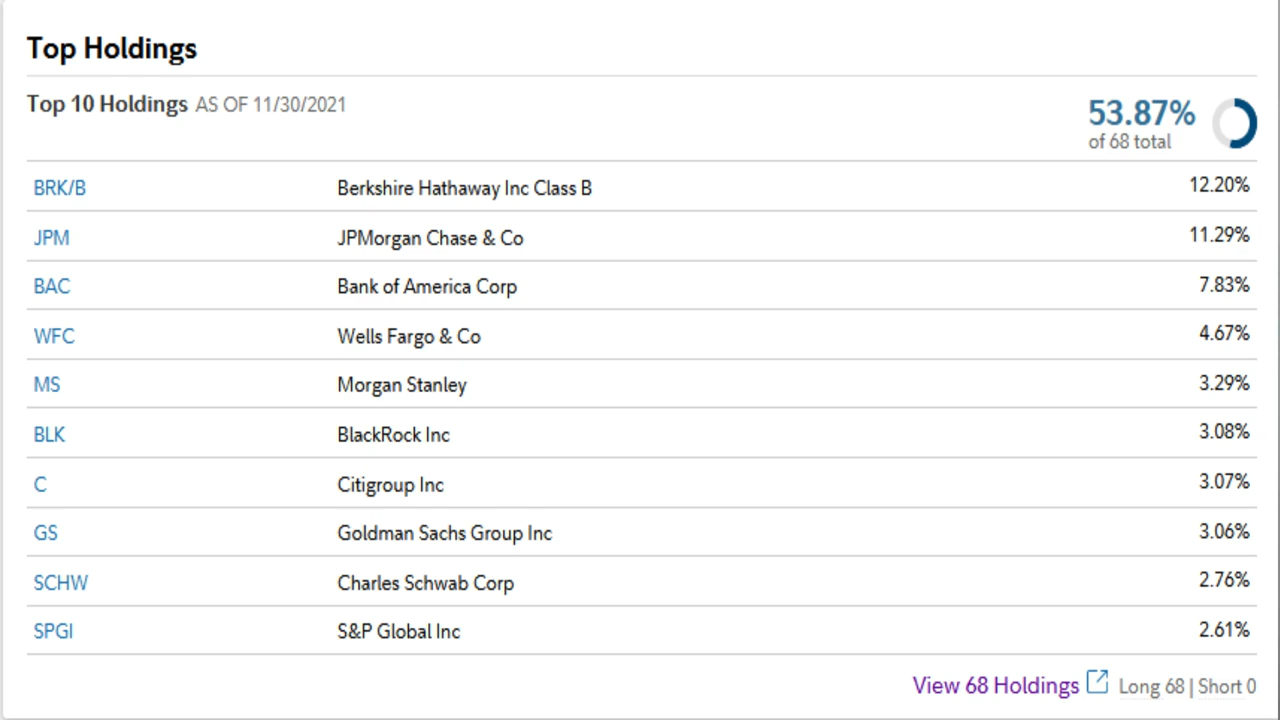 Top Holdings
Top 10 Holdings AS OF 11/30/2021
53.87%
of 68 total
BRK/B Berkshire Hathaway Inc Class B 12.20%
JPM JPMorgan Chase & Co 11.29%
BAC Bank of America Corp 7.83%
WFC Wells Fargo & Co 4.67%
MS Morgan Stanley 3.29%
BLK BlackRock Inc 3.08%
C Citigroup Inc 3.07%
GS Goldman Sachs Group Inc 3.06%
SCHW Charles Schwab Corp 2.76%
SPGI S&P Global Inc 2.61%
View 68 Holdings Long 68 | Short 0